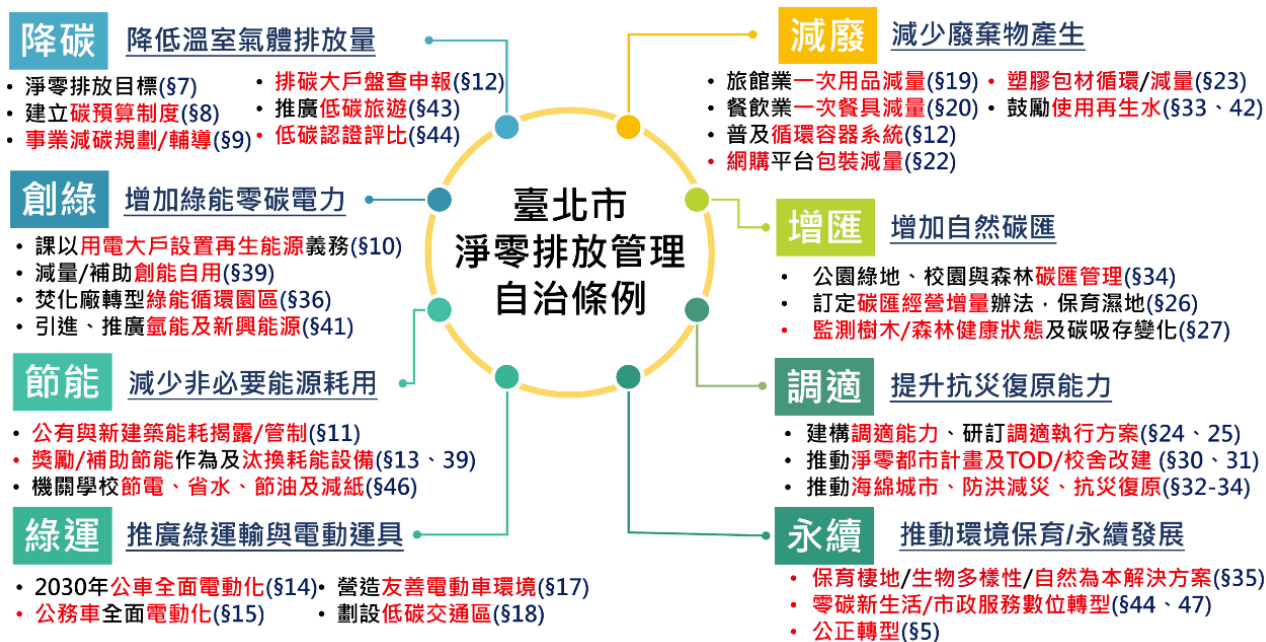 降碳 降低溫室氣體排放量
• 淨零排放目標(§7)
• 建立碳預算制度(§8)
• 事業減碳規劃/輔導(§9)
• 排碳大戶盤查申報(§12)
• 推廣低碳旅遊(§43)
• 低碳認證評比(§44)
創綠 增加綠能零碳電力
• 課以用電大戶設置再生能源義務(§10)
• 減量/補助創能自用(§39)
• 焚化廠轉型綠能循環園區(§36)
• 引進、推廣氫能及新興能源(§41)
節能 減少非必要能源耗用
• 公有與新建築能耗揭露/管制(§11)
• 獎勵/補助節能作為及汰換耗能設備(§13、39)
• 機關學校節電、省水、節油及減紙(§46)
綠運 推廣綠運輸與電動運具
• 2030年公車全面電動化(§14)
• 公務車全面電動化(§15)
• 營造友善電動車環境(§17)
• 劃設低碳交通區(§18)
臺北市
淨零排放管理
自治條例
減廢 減少廢棄物產生
• 旅館業一次用品減量(§19)
• 餐飲業一次餐具減量(§20)
• 普及循環容器系統(§12)
• 網購平台包裝減量(§22)
• 塑膠包材循環/減量(§23)
• 鼓勵使用再生水(§33、42)
增匯 增加自然碳匯
• 公園綠地、校園與森林碳匯管理(§34)
• 訂定碳匯經營增量辦法，保育濕地(§26)
• 監測樹木/森林健康狀態及碳吸存變化(§27)
調適 提升抗災復原能力
• 建構調適能力、研訂調適執行方案(§24、25)
• 推動淨零都市計畫及TOD/校舍改建 (§30、31)
• 推動海綿城市、防洪減災、抗災復原(§32-34)
永續 推動環境保育/永續發展
• 保育棲地/生物多樣性/自然為本解決方案(§35)
• 零碳新生活/市政服務數位轉型(§44、47)
• 公正轉型(§5)